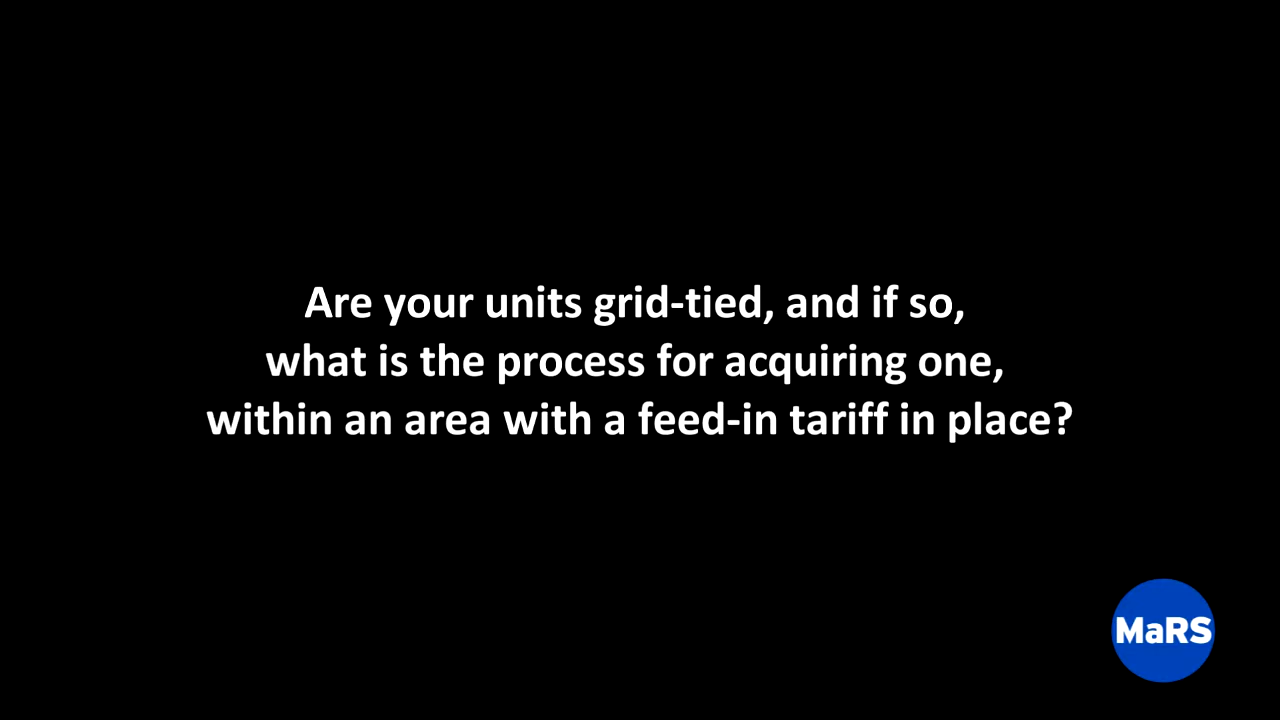 Are your units grid-tied, and if so,
what is the process for acquiring one,
within an area with a feed-in tariff in place?
MaRS